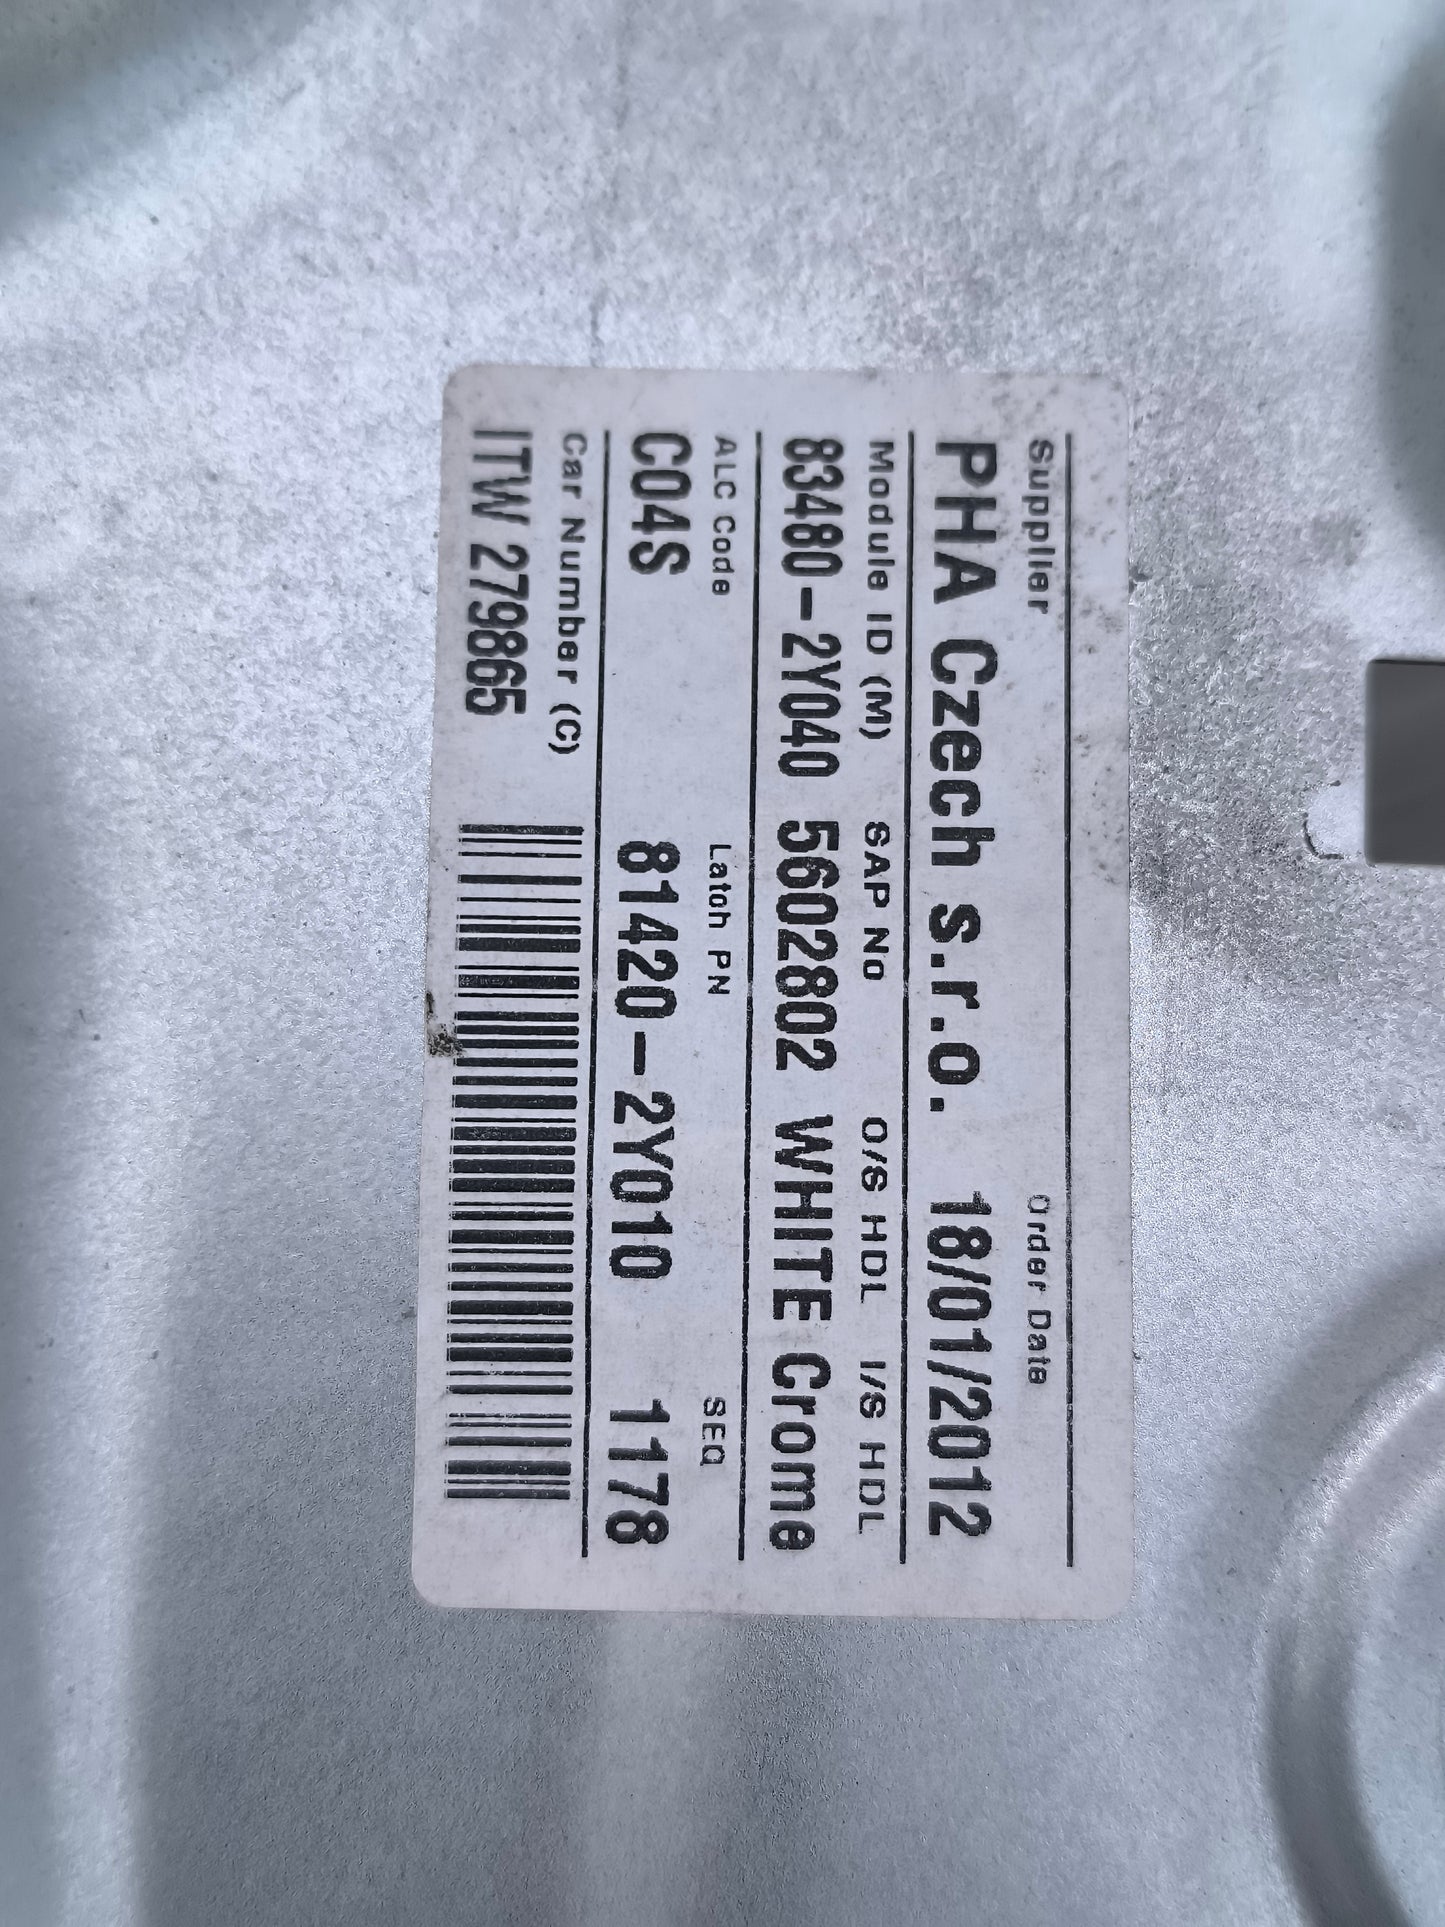 Supplier Order Date
PHA Czech s.r.o. 18/01/2012
Module ID (M) SAP No O/S HDL I/S HDL
83480-2Y040 5602802 WHITE Crome
ALC Code Latch PN SEQ
C04S 81420-2Y010 1178
Car Number (C)
ITW 279865